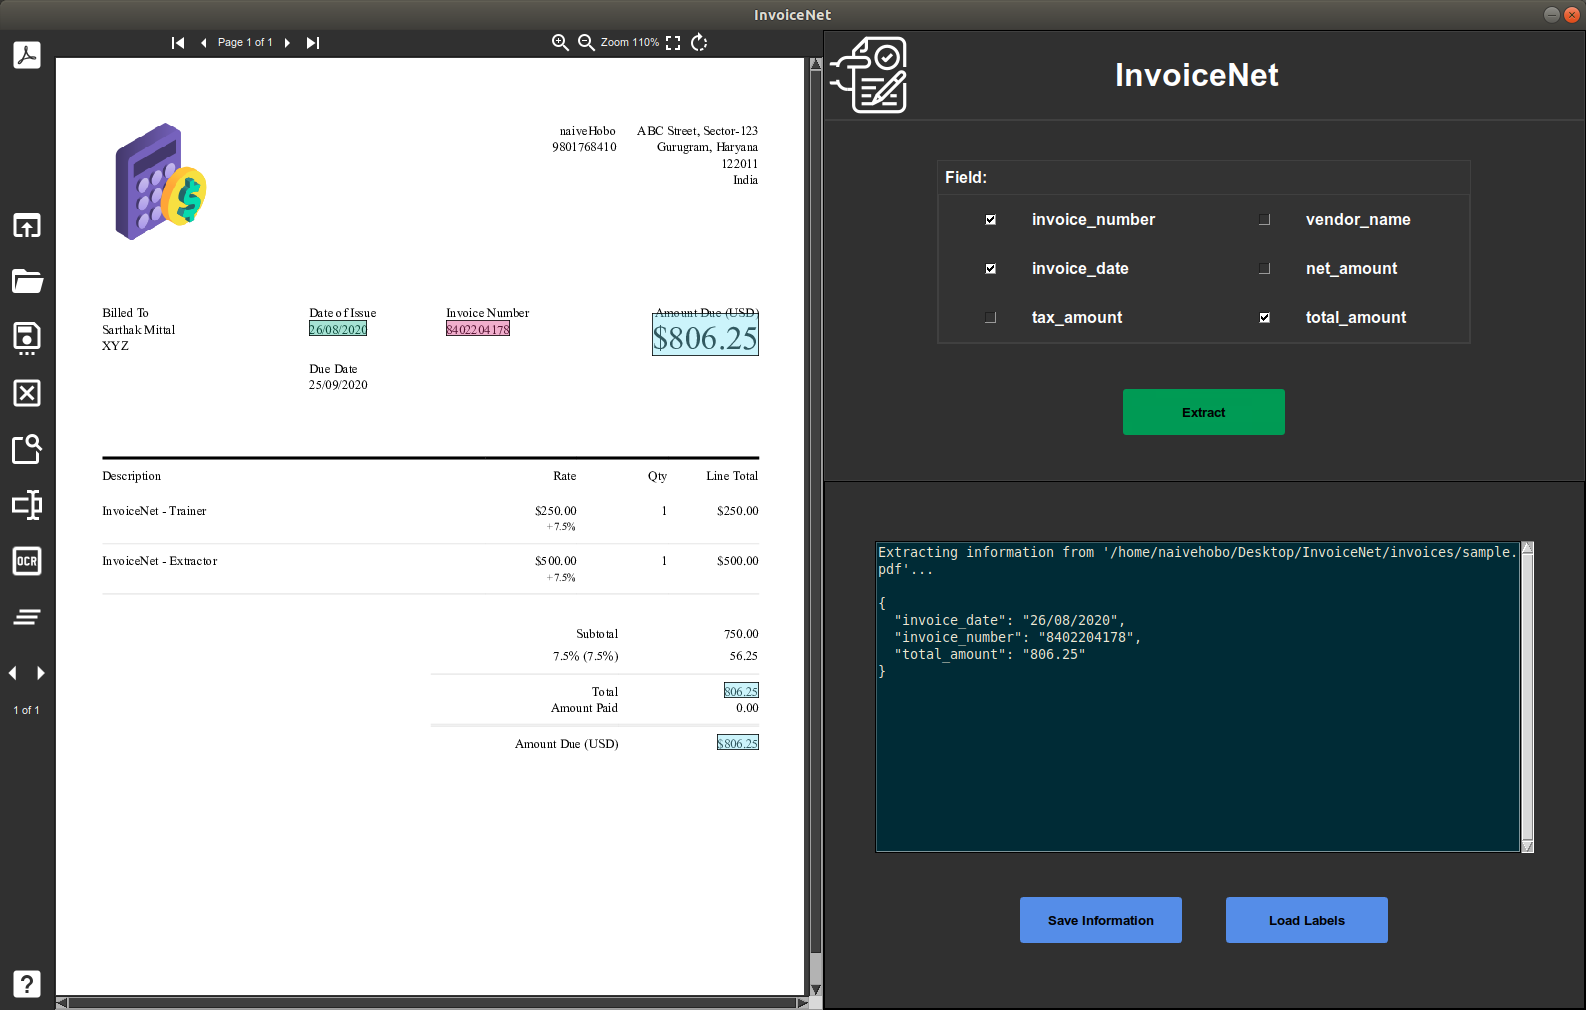 InvoiceNet
Page 1 of 1
Zoom 110%
naiveHobo
9801768410
ABC Street, Sector-123
Gurugram, Haryana
122011
India
Billed To
Sarthak Mittal
XYZ
Date of Issue
26/08/2020
Due Date
25/09/2020
Invoice Number
8402204178
Amount Due (USD)
$806.25
Description Rate Qty Line Total
InvoiceNet - Trainer $250.00 1 $250.00
+7.5%
InvoiceNet - Extractor $500.00 1 $500.00
+7.5%
Subtotal 750.00
7.5% (7.5%) 56.25
Total 806.25
Amount Paid 0.00
Amount Due (USD) $806.25
OCR
1 of 1
?
InvoiceNet
Field:
invoice_number vendor_name
invoice_date net_amount
tax_amount total_amount
Extract
Extracting information from '/home/naivehobo/Desktop/InvoiceNet/invoices/sample.
pdf'...
{
"invoice_date": "26/08/2020",
"invoice_number": "8402204178",
"total_amount": "806.25"
}
Save Information Load Labels